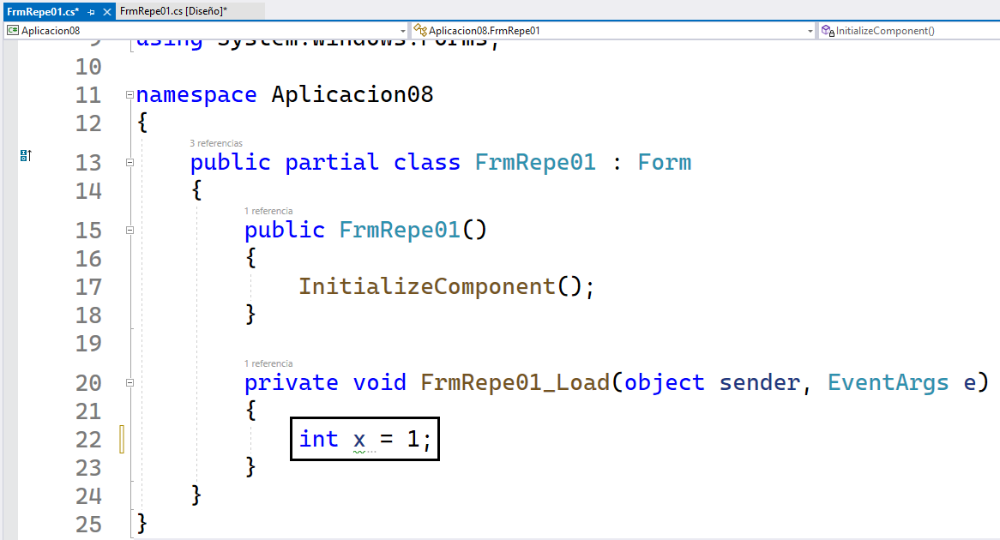 FrmRepe01.cs* FrmRepe01.cs [Diseño]*
C# Aplicacion08 Aplicacion08.FrmRepe01 InitializeComponent()
9 using System.Windows.Forms;
10
11 namespace Aplicacion08
12 {
3 referencias
13 public partial class FrmRepe01 : Form
14 {
1 referencia
15 public FrmRepe01()
16 {
17 InitializeComponent();
18 }
19
1 referencia
20 private void FrmRepe01_Load(object sender, EventArgs e)
21 {
22 int x = 1;
23 }
24 }
25 }